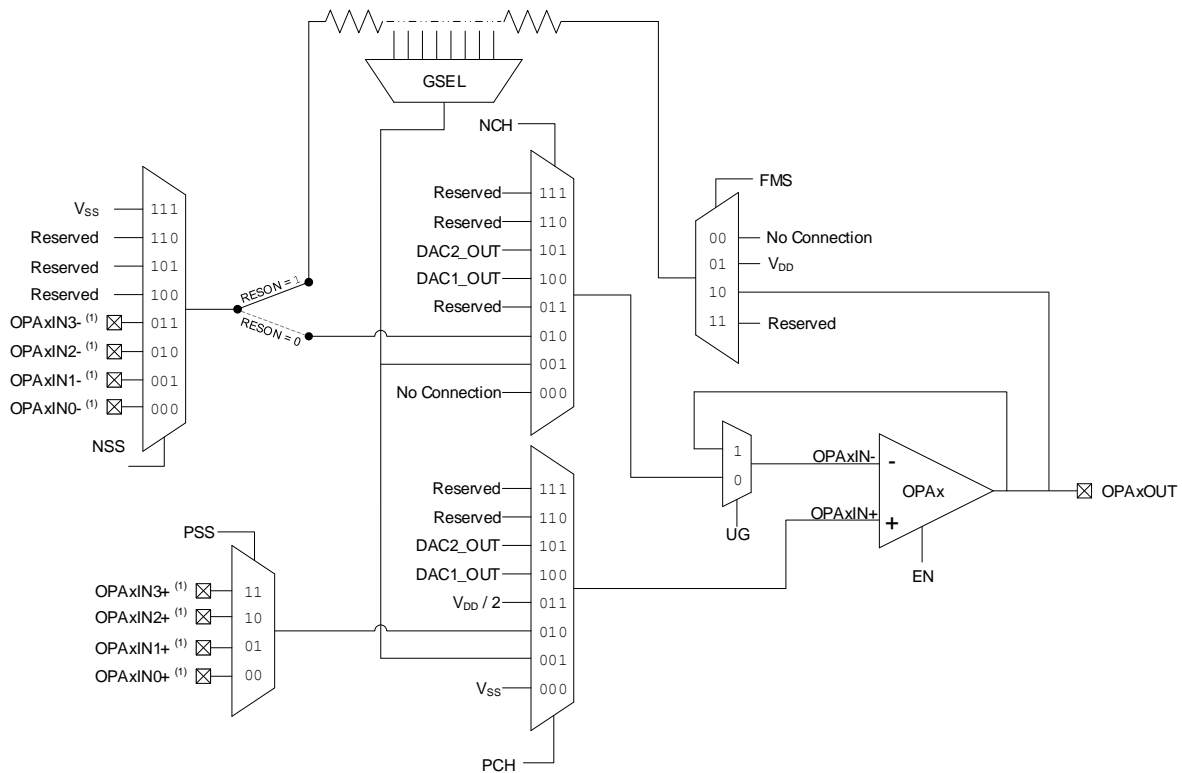 GSEL
NCH
Reserved 111
Reserved 110
DAC2_OUT 101
DAC1_OUT 100
Reserved 011
010
001
No Connection 000
FMS
00 No Connection
01 VDD
10
11 Reserved
VSS 111
Reserved 110
Reserved 101
Reserved 100
OPAxIN3- (1) 011
OPAxIN2- (1) 010
OPAxIN1- (1) 001
OPAxIN0- (1) 000
NSS
RESON = 1
RESON = 0
1
0
UG
OPAxIN-
OPAxIN+
-
+
OPAx
EN
OPAxOUT
PSS
OPAxIN3+ (1) 11
OPAxIN2+ (1) 10
OPAxIN1+ (1) 01
OPAxIN0+ (1) 00
Reserved 111
Reserved 110
DAC2_OUT 101
DAC1_OUT 100
VDD / 2 011
010
001
VSS 000
PCH